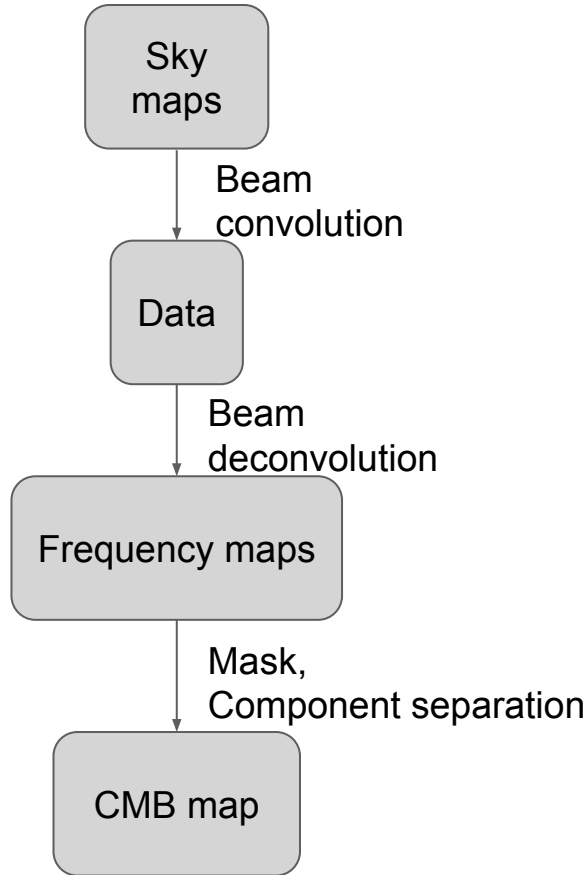 Sky
maps
Beam
convolution
Data
Beam
deconvolution
Frequency maps
Mask,
Component separation
CMB map